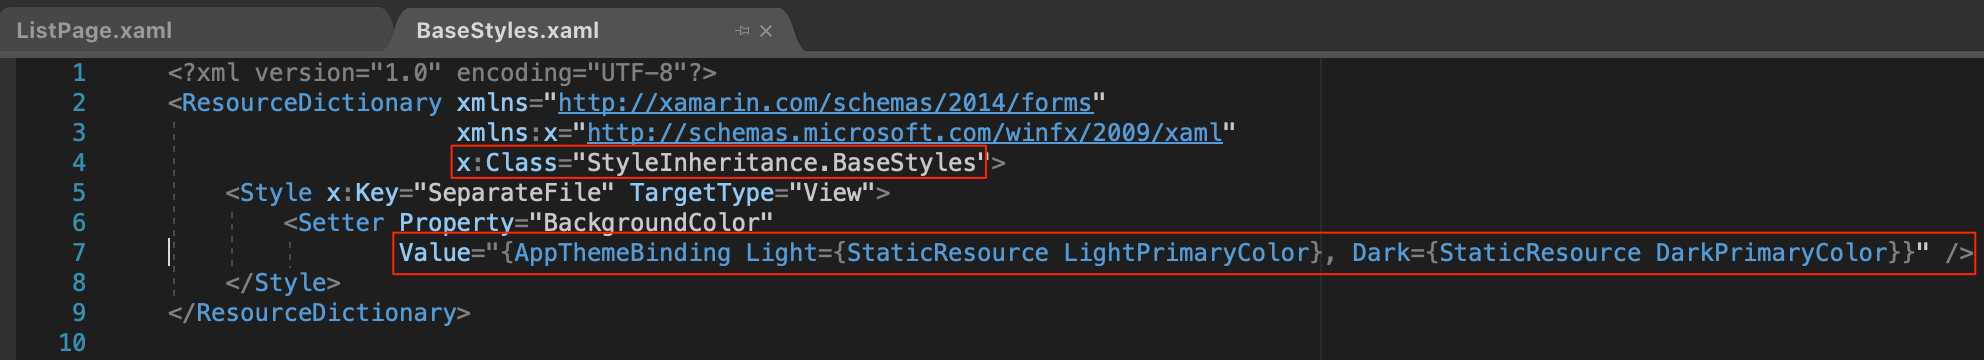 ListPage.xaml
BaseStyles.xaml
1 <?xml version="1.0" encoding="UTF-8"?>
2 <ResourceDictionary xmlns="http://xamarin.com/schemas/2014/forms"
3 xmlns:x="http://schemas.microsoft.com/winfx/2009/xaml"
4 x:Class="StyleInheritance.BaseStyles">
5 <Style x:Key="SeparateFile" TargetType="View">
6 <Setter Property="BackgroundColor"
7 Value="{AppThemeBinding Light={StaticResource LightPrimaryColor}, Dark={StaticResource DarkPrimaryColor}}" />
8 </Style>
9 </ResourceDictionary>
10